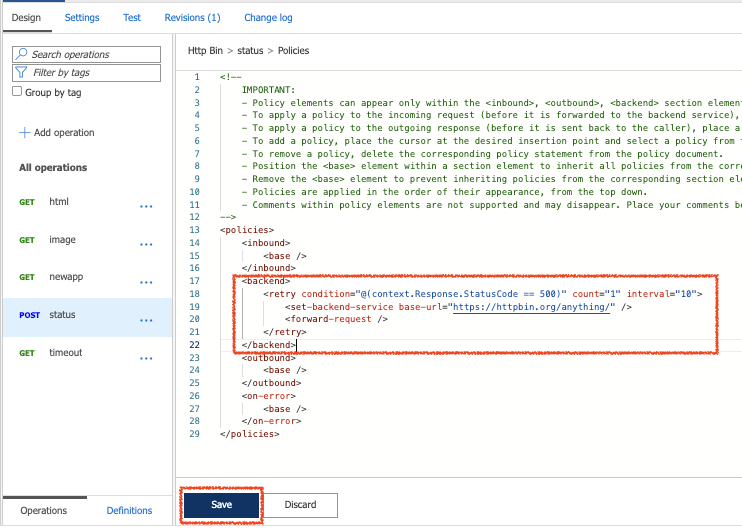 Design Settings Test Revisions (1) Change log
Search operations
Filter by tags
Group by tag
Add operation
All operations
GET html ...
GET image ...
GET newapp ...
POST status ...
GET timeout ...
Operations Definitions
Http Bin > status > Policies
1 <!--
2 IMPORTANT:
3 - Policy elements can appear only within the <inbound>, <outbound>, <backend> section element
4 - To apply a policy to the incoming request (before it is forwarded to the backend service),
5 - To apply a policy to the outgoing response (before it is sent back to the caller), place a
6 - To add a policy, place the cursor at the desired insertion point and select a policy from t
7 - To remove a policy, delete the corresponding policy statement from the policy document.
8 - Position the <base> element within a section element to inherit all policies from the corre
9 - Remove the <base> element to prevent inheriting policies from the corresponding section ele
10 - Policies are applied in the order of their appearance, from the top down.
11 - Comments within policy elements are not supported and may disappear. Place your comments be
12 -->
13 <policies>
14 <inbound>
15 <base />
16 </inbound>
17 <backend>
18 <retry condition="@(context.Response.StatusCode == 500)" count="1" interval="10">
19 <set-backend-service base-url="https://httpbin.org/anything/" />
20 <forward-request />
21 </retry>
22 </backend>
23 <outbound>
24 <base />
25 </outbound>
26 <on-error>
27 <base />
28 </on-error>
29 </policies>
Save Discard